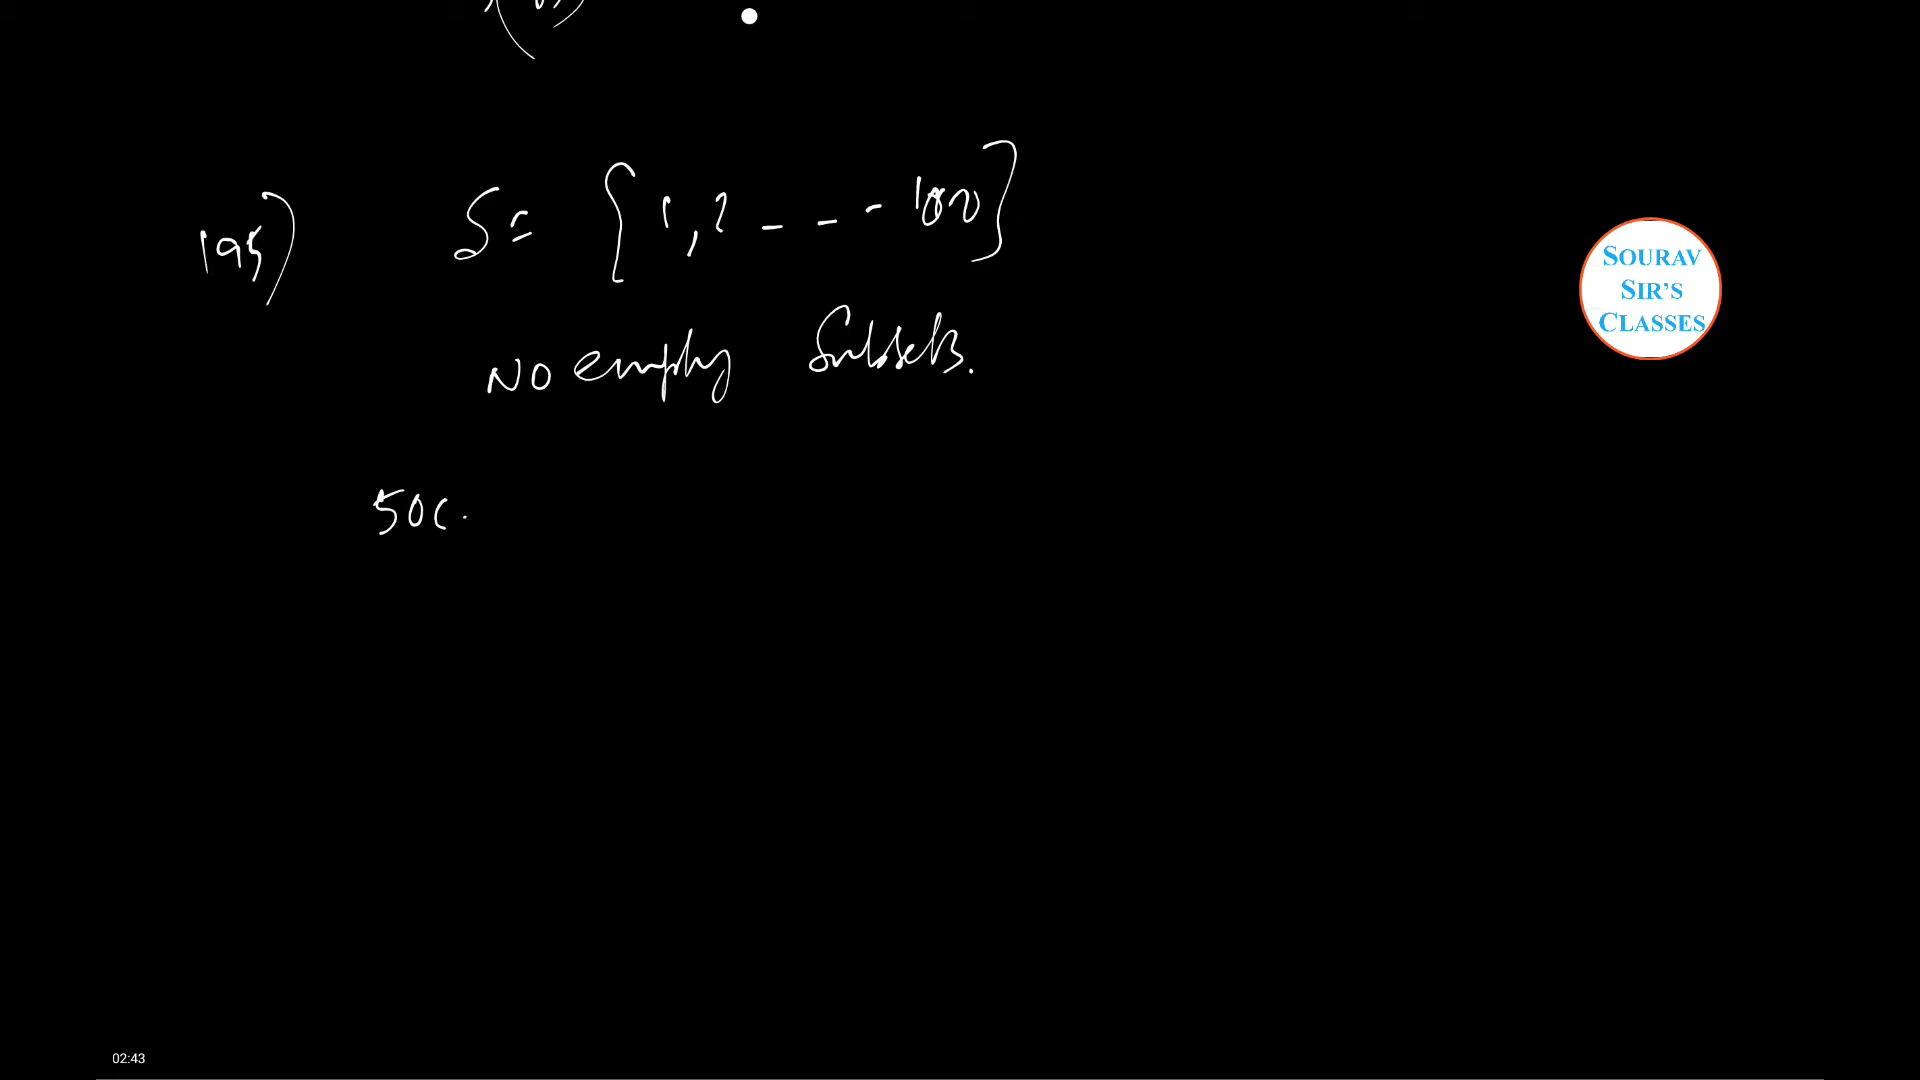 195)
S = {1, 2 - - - 100}
NO empty Subsets.
50C.
SOURAV
SIR'S
CLASSES
02:43